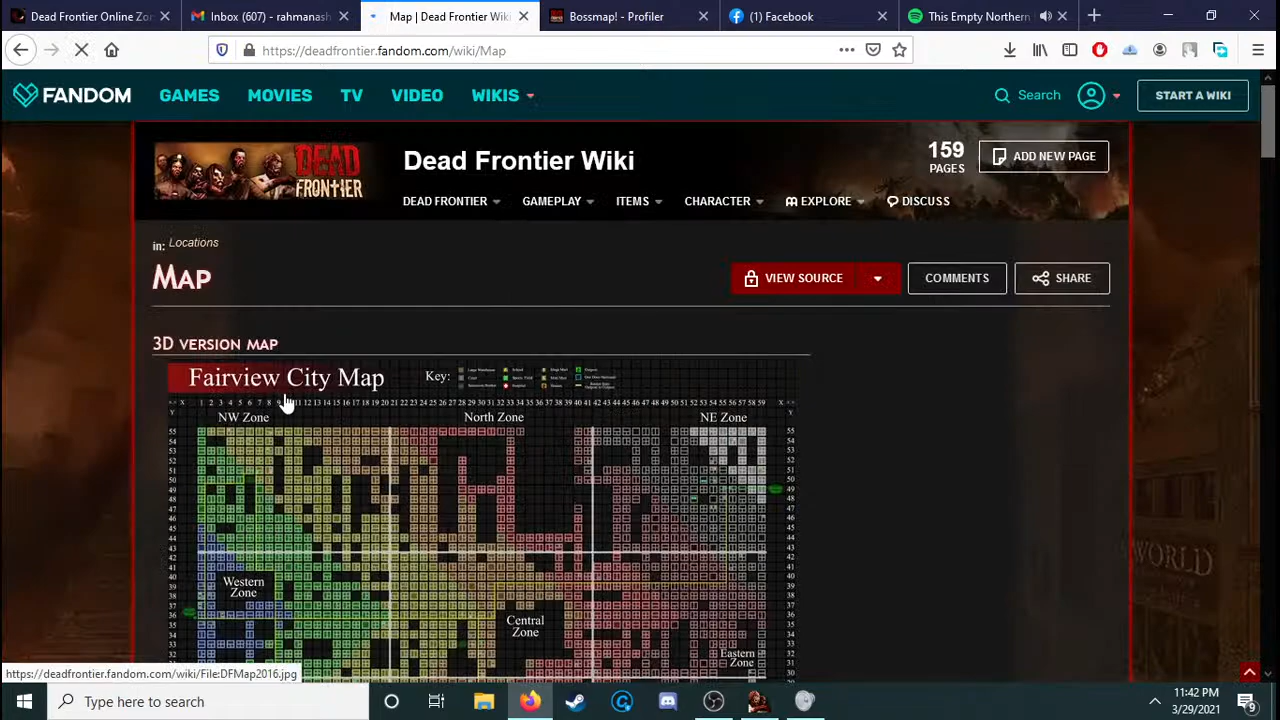 Dead Frontier Online Zo
Inbox (607) - rahmanash
Map | Dead Frontier Wiki
Bossmap! - Profiler
(1) Facebook
This Empty Northern
https://deadfrontier.fandom.com/wiki/Map
FANDOM
GAMES
MOVIES
TV
VIDEO
WIKIS
Search
START A WIKI
DEAD FRONTIER
Dead Frontier Wiki
159 PAGES
ADD NEW PAGE
DEAD FRONTIER
GAMEPLAY
ITEMS
CHARACTER
EXPLORE
DISCUSS
in: Locations
MAP
VIEW SOURCE
COMMENTS
SHARE
3D VERSION MAP
Fairview City Map
Key:
NW Zone
North Zone
NE Zone
Western Zone
Central Zone
Eastern Zone
https://deadfrontier.fandom.com/wiki/File:DFMap2016.jpg
Type here to search
11:42 PM
3/29/2021
9